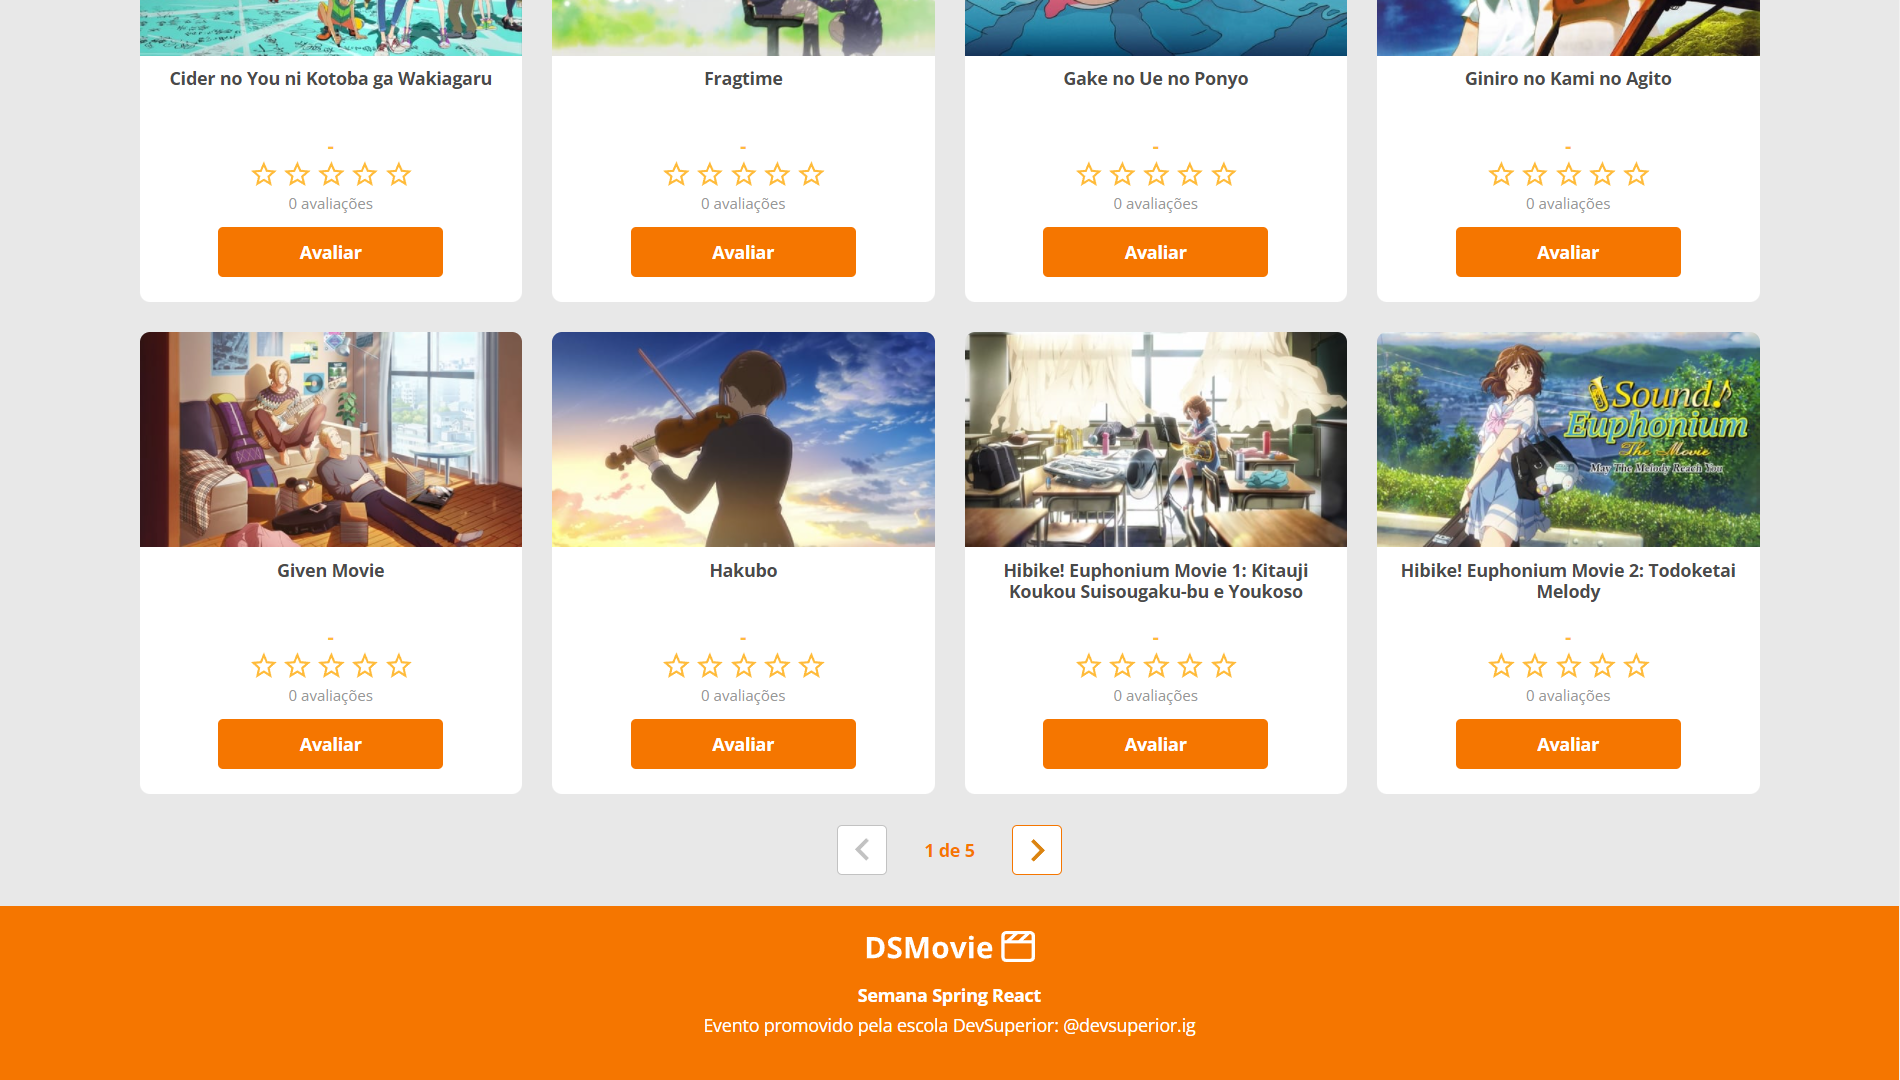 Cider no You ni Kotoba ga Wakiagaru
-
0 avaliações
Avaliar
Fragtime
-
0 avaliações
Avaliar
Gake no Ue no Ponyo
-
0 avaliações
Avaliar
Giniro no Kami no Agito
-
0 avaliações
Avaliar
Given Movie
-
0 avaliações
Avaliar
Hakubo
-
0 avaliações
Avaliar
Hibike! Euphonium Movie 1: Kitauji
Koukou Suisougaku-bu e Youkoso
-
0 avaliações
Avaliar
Sound!
Euphonium
The Movie
May The Melody Reach You
Hibike! Euphonium Movie 2: Todoketai
Melody
-
0 avaliações
Avaliar
1 de 5
DSMovie
Semana Spring React
Evento promovido pela escola DevSuperior: @devsuperior.ig